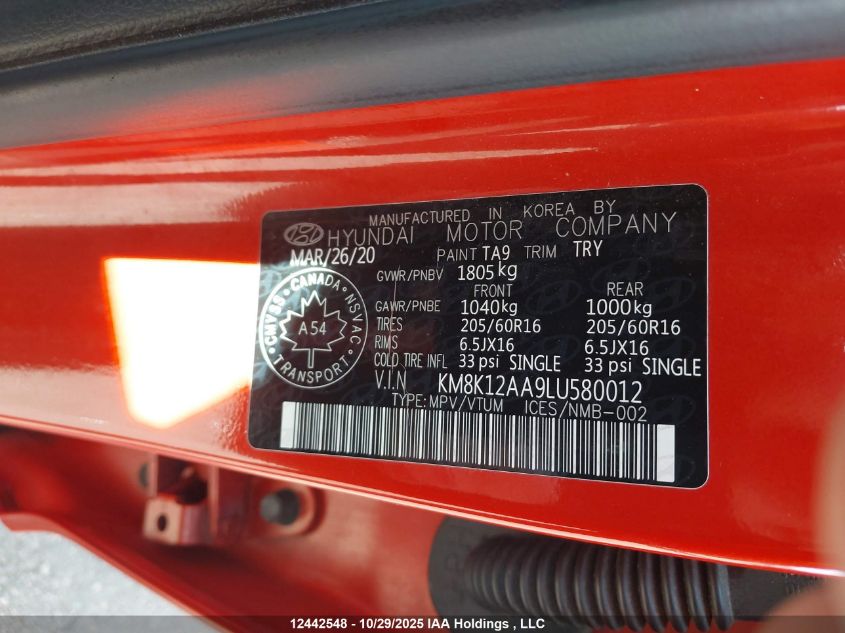 MANUFACTURED IN KOREA BY
HYUNDAI MOTOR COMPANY
MAR/26/20 PAINT TA9 TRIM TRY
GVWR/PNBV 1805kg
FRONT REAR
GAWR/PNBE 1040kg 1000kg
TIRES 205/60R16 205/60R16
RIMS 6.5JX16 6.5JX16
COLD TIRE INFL 33 psi SINGLE 33 psi SINGLE
V.I.N KM8K12AA9LU580012
TYPE:MPV/VTUM ICES/NMB-002
CMVSS CANADA NSVAC
A 54
TRANSPORT
12442548 - 10/29/2025 IAA Holdings , LLC